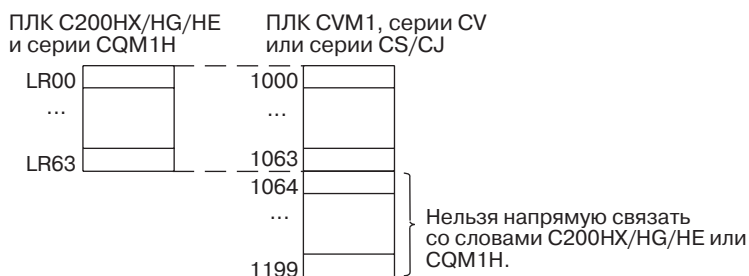 ПЛК C200HX/HG/HE
и серии CQM1H
ПЛК CVM1, серии CV
или серии CS/CJ
LR00
...
LR63
1000
...
1063
1064
...
1199
Нельзя напрямую связать
со словами C200HX/HG/HE или
CQM1H.